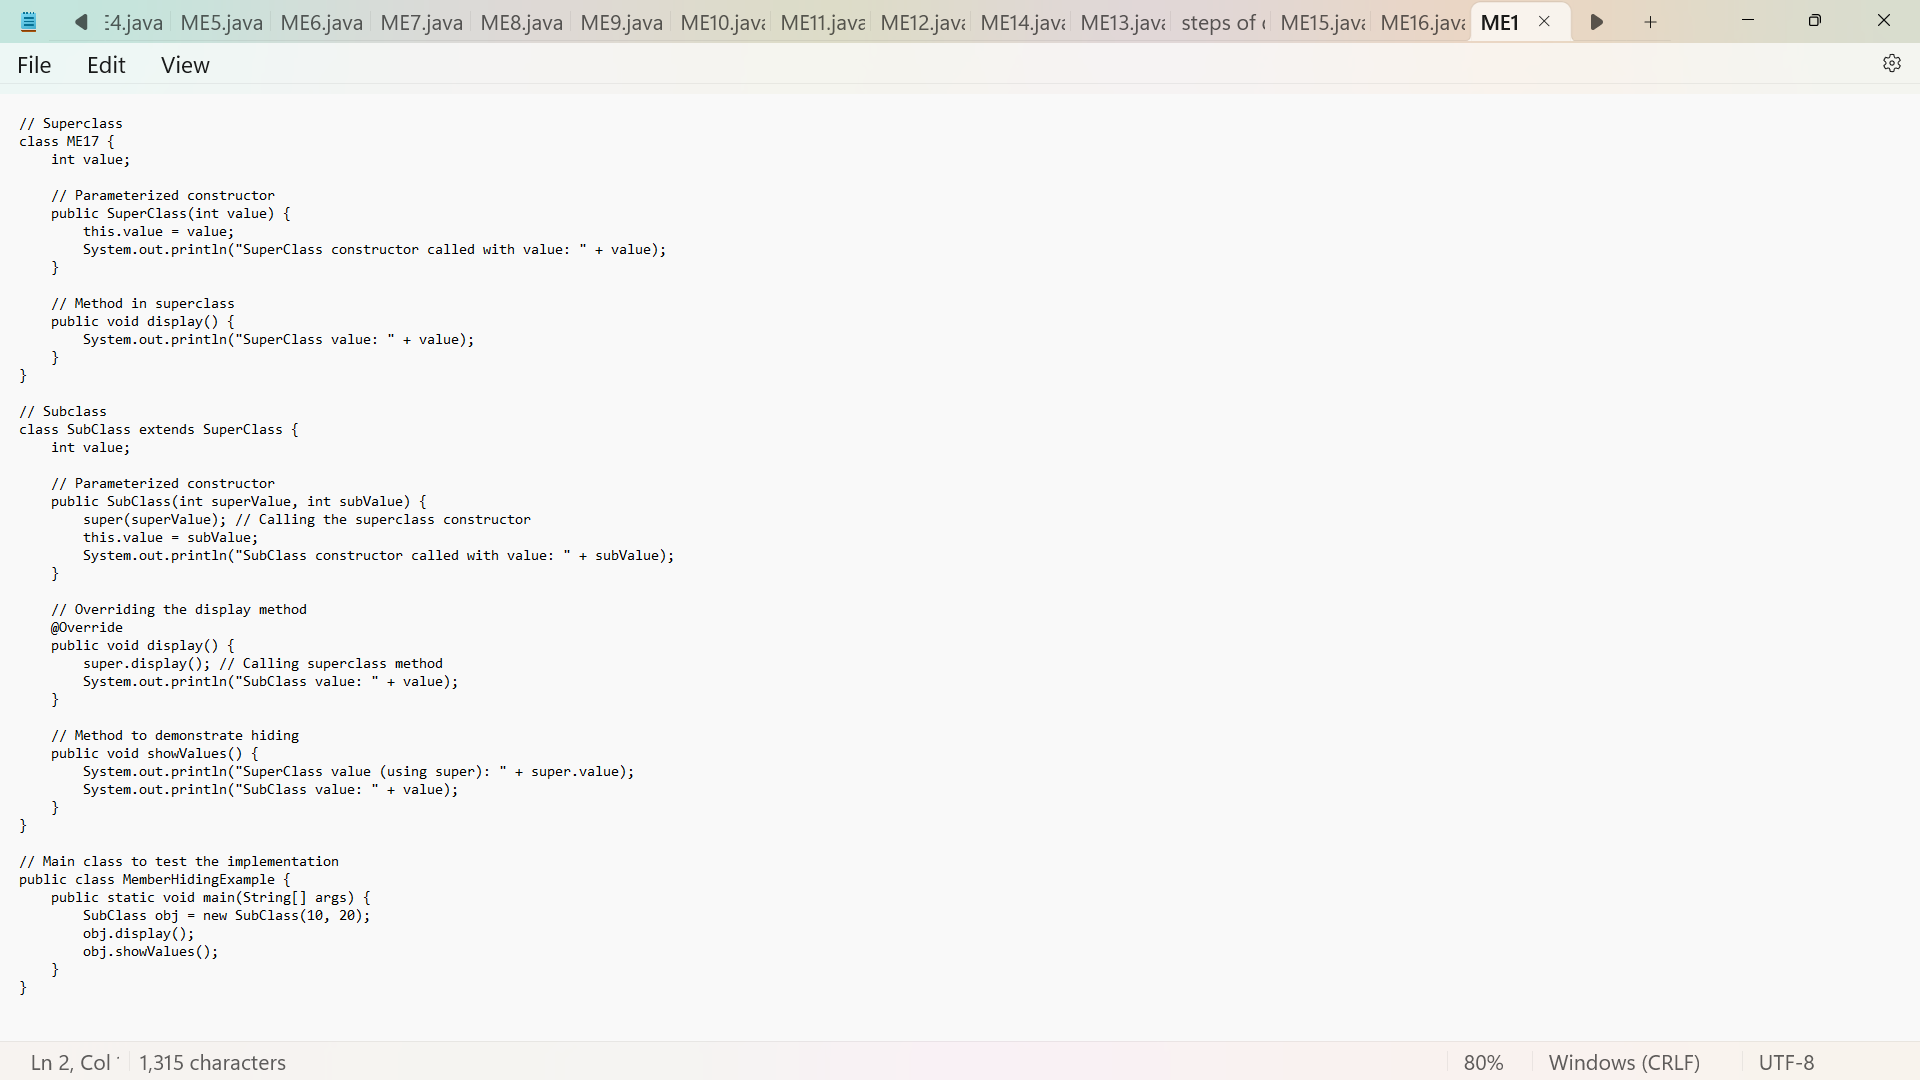 E4.java ME5.java ME6.java ME7.java ME8.java ME9.java ME10.java ME11.java ME12.java ME14.java ME13.java steps of ME15.java ME16.java ME1
File Edit View
// Superclass
class ME17 {
    int value;
    // Parameterized constructor
    public SuperClass(int value) {
        this.value = value;
        System.out.println("SuperClass constructor called with value: " + value);
    }
    // Method in superclass
    public void display() {
        System.out.println("SuperClass value: " + value);
    }
}
// Subclass
class SubClass extends SuperClass {
    int value;
    // Parameterized constructor
    public SubClass(int superValue, int subValue) {
        super(superValue); // Calling the superclass constructor
        this.value = subValue;
        System.out.println("SubClass constructor called with value: " + subValue);
    }
    // Overriding the display method
    @Override
    public void display() {
        super.display(); // Calling superclass method
        System.out.println("SubClass value: " + value);
    }
    // Method to demonstrate hiding
    public void showValues() {
        System.out.println("SuperClass value (using super): " + super.value);
        System.out.println("SubClass value: " + value);
    }
}
// Main class to test the implementation
public class MemberHidingExample {
    public static void main(String[] args) {
        SubClass obj = new SubClass(10, 20);
        obj.display();
        obj.showValues();
    }
}
Ln 2, Col 1,315 characters 80% Windows (CRLF) UTF-8